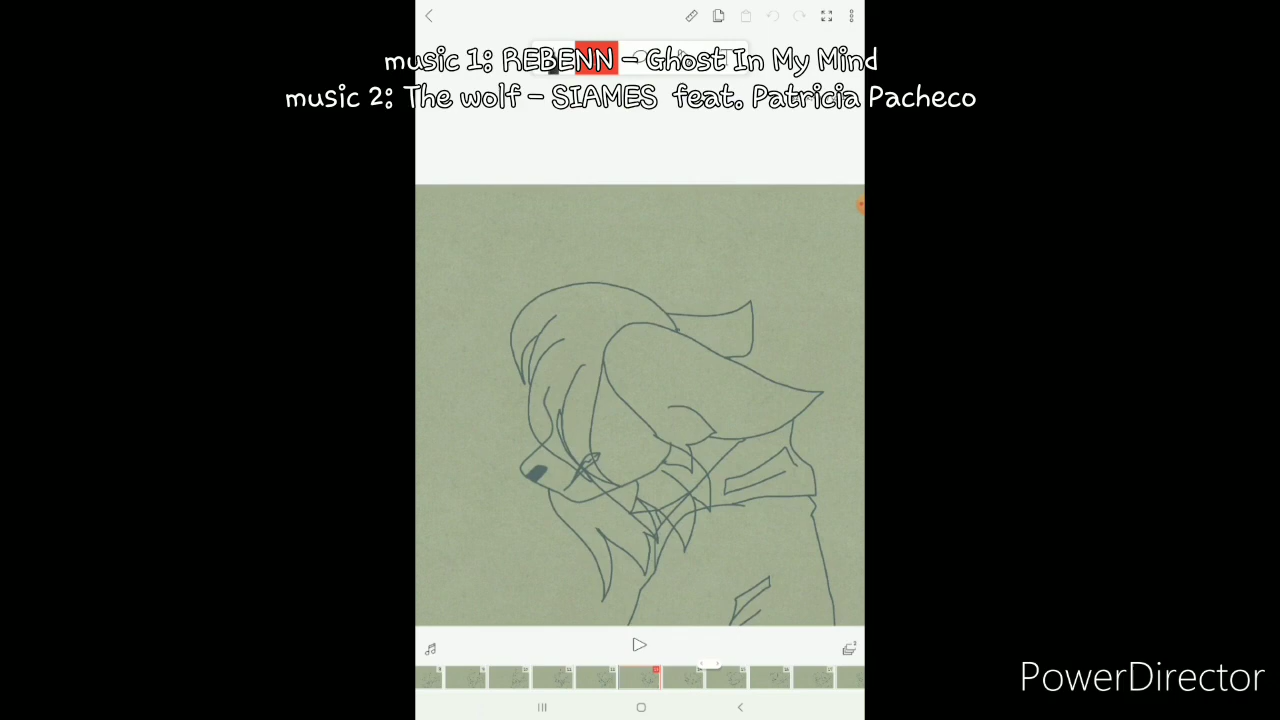 music 1: REBENN - Ghost In My Mind
music 2: The wolf - SIAMES feat. Patricia Pacheco
PowerDirector